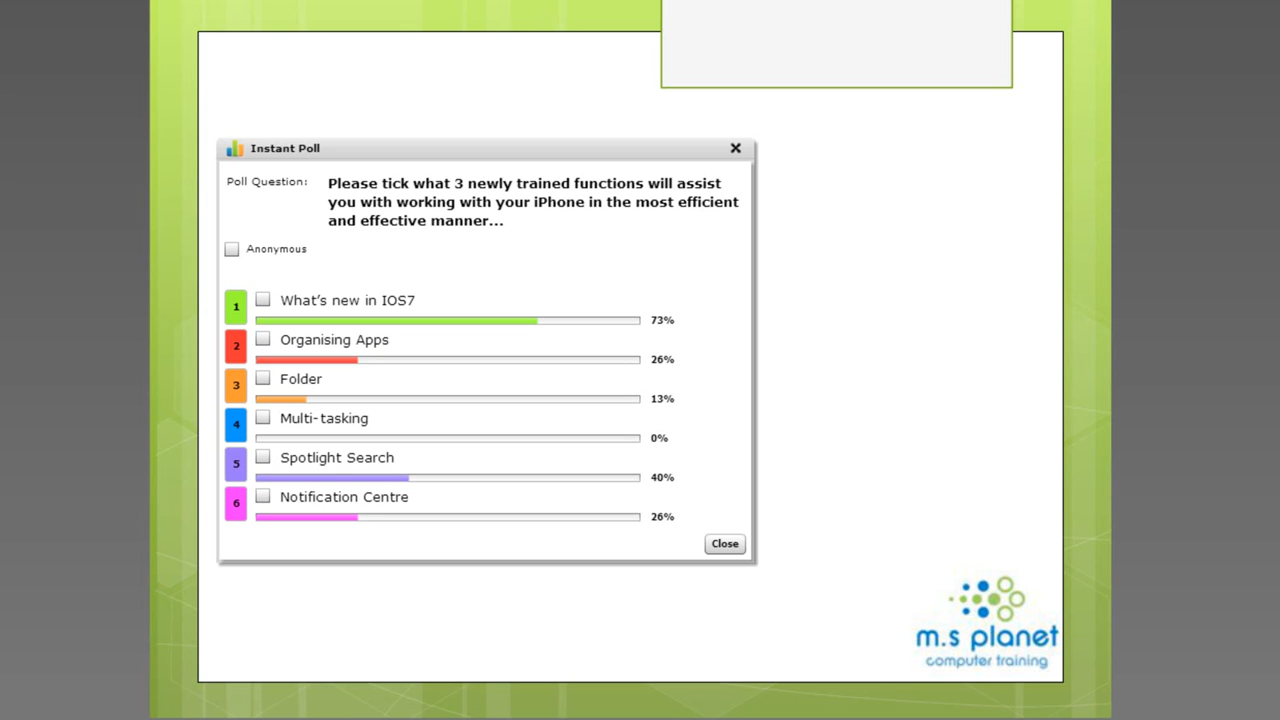 Instant Poll
Poll Question:
Please tick what 3 newly trained functions will assist
you with working with your iPhone in the most efficient
and effective manner...
Anonymous
1 What's new in IOS7
73%
2 Organising Apps
26%
3 Folder
13%
4 Multi-tasking
0%
5 Spotlight Search
40%
6 Notification Centre
26%
Close
m.s planet
computer training